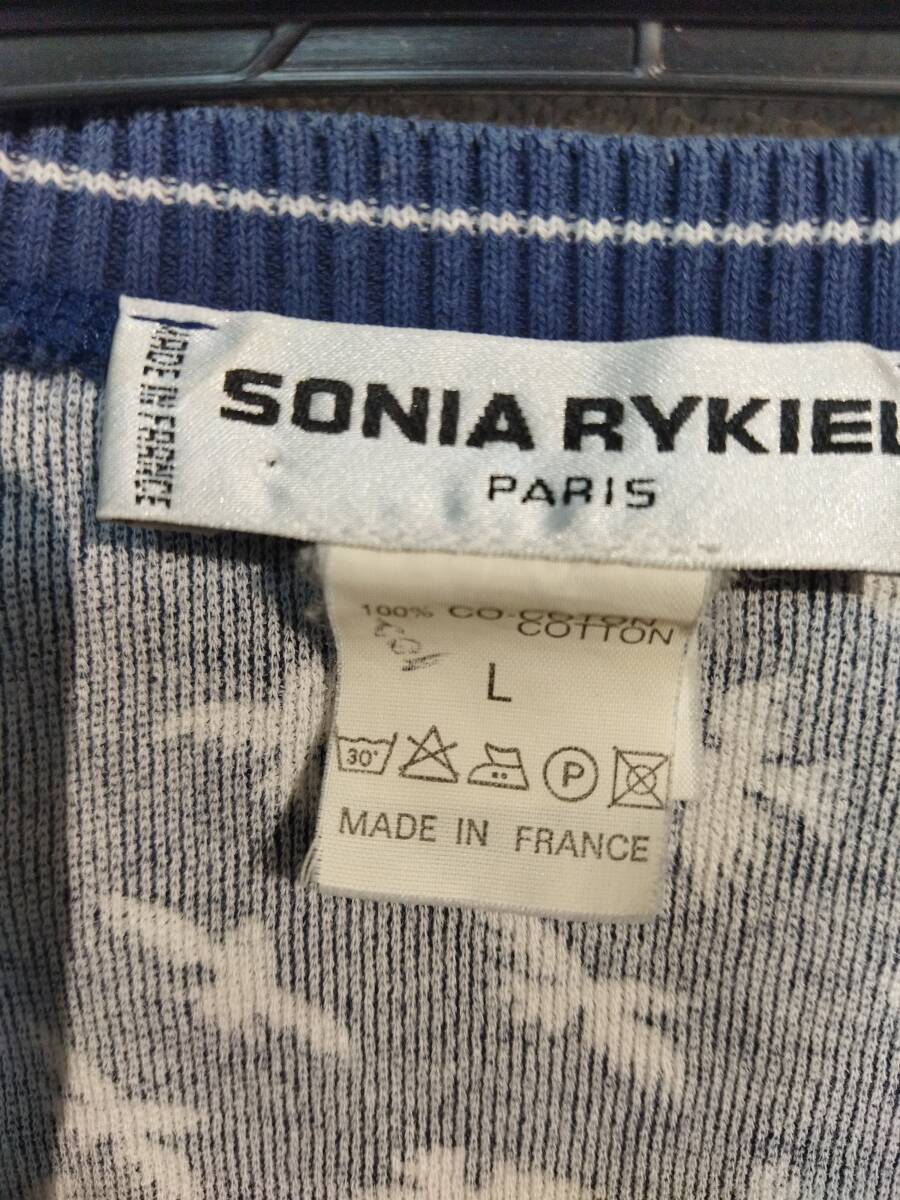 MADE IN FRANCE
SONIA RYKIEL
PARIS
100% CO-COTON
COTTON
L
30°
P
MADE IN FRANCE